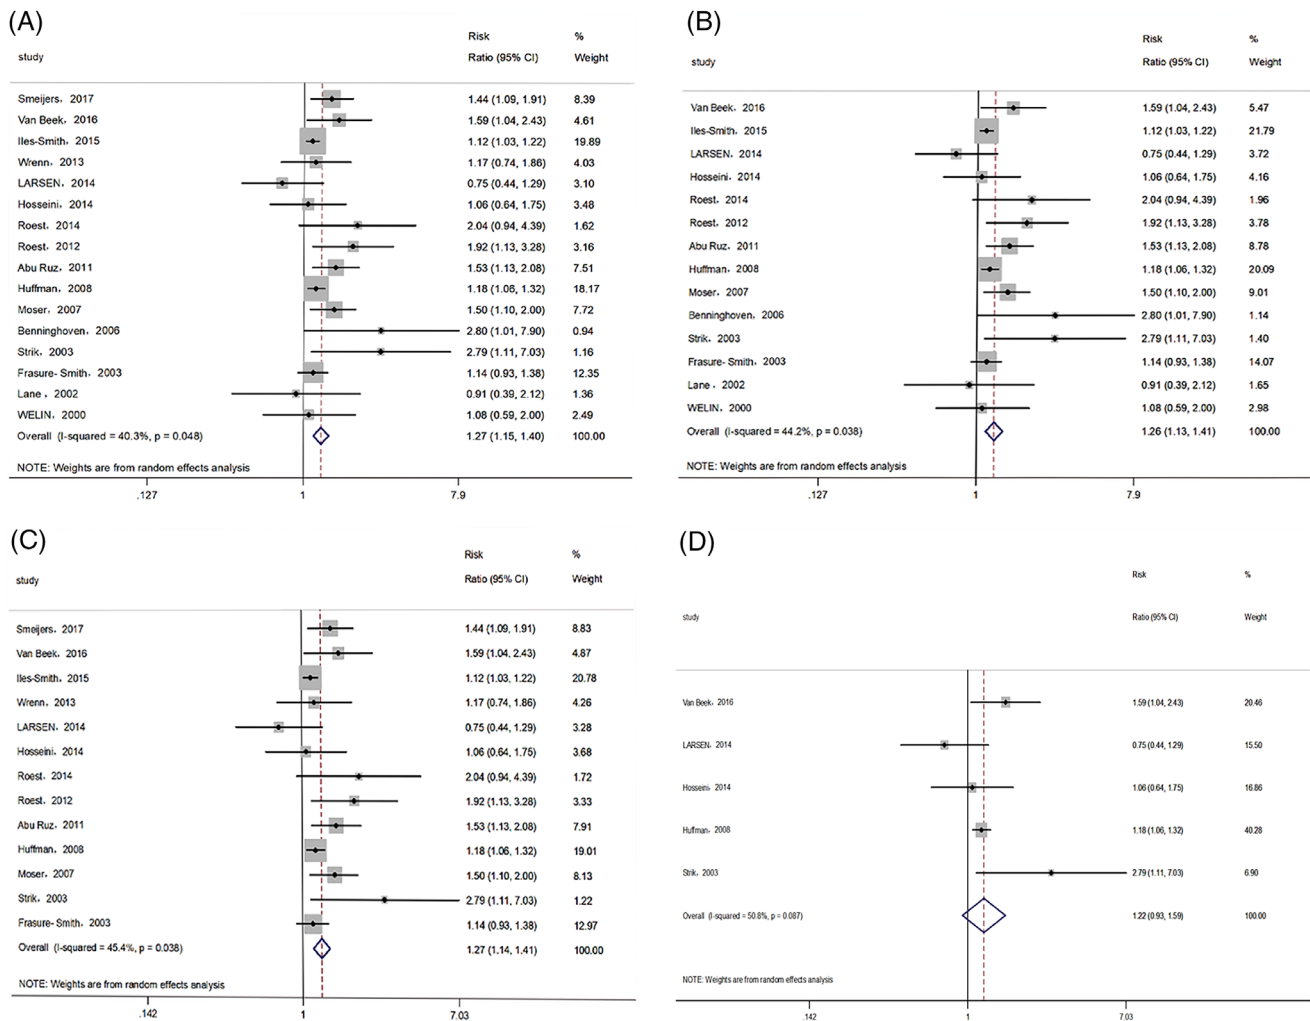 (A)
Risk %
study Ratio (95% CI) Weight
Smeijers, 2017 1.44 (1.09, 1.91) 8.39
Van Beek, 2016 1.59 (1.04, 2.43) 4.61
Iles-Smith, 2015 1.12 (1.03, 1.22) 19.89
Wrenn, 2013 1.17 (0.74, 1.86) 4.03
LARSEN, 2014 0.75 (0.44, 1.29) 3.10
Hosseini, 2014 1.06 (0.64, 1.75) 3.48
Roest, 2014 2.04 (0.94, 4.39) 1.62
Roest, 2012 1.92 (1.13, 3.28) 3.16
Abu Ruz, 2011 1.53 (1.13, 2.08) 7.51
Huffman, 2008 1.18 (1.06, 1.32) 18.17
Moser, 2007 1.50 (1.10, 2.00) 7.72
Benninghoven, 2006 2.80 (1.01, 7.90) 0.94
Strik, 2003 2.79 (1.11, 7.03) 1.16
Frasure- Smith, 2003 1.14 (0.93, 1.38) 12.35
Lane, 2002 0.91 (0.39, 2.12) 1.36
WELIN, 2000 1.08 (0.59, 2.00) 2.49
Overall (I-squared = 40.3%, p = 0.048) 1.27 (1.15, 1.40) 100.00
NOTE: Weights are from random effects analysis
.127 1 7.9
(B)
Risk %
study Ratio (95% CI) Weight
Van Beek, 2016 1.59 (1.04, 2.43) 5.47
Iles-Smith, 2015 1.12 (1.03, 1.22) 21.79
LARSEN, 2014 0.75 (0.44, 1.29) 3.72
Hosseini, 2014 1.06 (0.64, 1.75) 4.16
Roest, 2014 2.04 (0.94, 4.39) 1.96
Roest, 2012 1.92 (1.13, 3.28) 3.78
Abu Ruz, 2011 1.53 (1.13, 2.08) 8.78
Huffman, 2008 1.18 (1.06, 1.32) 20.09
Moser, 2007 1.50 (1.10, 2.00) 9.01
Benninghoven, 2006 2.80 (1.01, 7.90) 1.14
Strik, 2003 2.79 (1.11, 7.03) 1.40
Frasure- Smith, 2003 1.14 (0.93, 1.38) 14.07
Lane, 2002 0.91 (0.39, 2.12) 1.65
WELIN, 2000 1.08 (0.59, 2.00) 2.98
Overall (I-squared = 44.2%, p = 0.038) 1.26 (1.13, 1.41) 100.00
NOTE: Weights are from random effects analysis
.127 1 7.9
(C)
Risk %
study Ratio (95% CI) Weight
Smeijers, 2017 1.44 (1.09, 1.91) 8.83
Van Beek, 2016 1.59 (1.04, 2.43) 4.87
Iles-Smith, 2015 1.12 (1.03, 1.22) 20.78
Wrenn, 2013 1.17 (0.74, 1.86) 4.26
LARSEN, 2014 0.75 (0.44, 1.29) 3.28
Hosseini, 2014 1.06 (0.64, 1.75) 3.68
Roest, 2014 2.04 (0.94, 4.39) 1.72
Roest, 2012 1.92 (1.13, 3.28) 3.33
Abu Ruz, 2011 1.53 (1.13, 2.08) 7.91
Huffman, 2008 1.18 (1.06, 1.32) 19.01
Moser, 2007 1.50 (1.10, 2.00) 8.13
Strik, 2003 2.79 (1.11, 7.03) 1.22
Frasure- Smith, 2003 1.14 (0.93, 1.38) 12.97
Overall (I-squared = 45.4%, p = 0.038) 1.27 (1.14, 1.41) 100.00
NOTE: Weights are from random effects analysis
.142 1 7.03
(D)
Risk %
study Ratio (95% CI) Weight
Van Beek, 2016 1.59 (1.04, 2.43) 20.46
LARSEN, 2014 0.75 (0.44, 1.29) 15.50
Hosseini, 2014 1.06 (0.64, 1.75) 16.86
Huffman, 2008 1.18 (1.06, 1.32) 40.28
Strik, 2003 2.79 (1.11, 7.03) 6.90
Overall (I-squared = 50.8%, p = 0.087) 1.22 (0.93, 1.59) 100.00
NOTE: Weights are from random effects analysis
.142 1 7.03